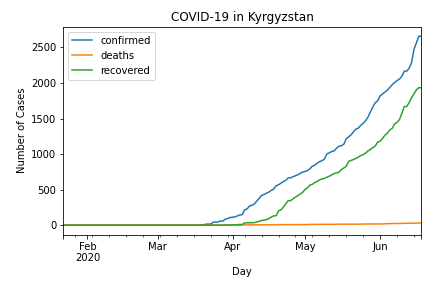 COVID-19 in Kyrgyzstan
confirmed
deaths
recovered
Number of Cases
2500
2000
1500
1000
500
0
Feb
2020
Mar
Apr
May
Jun
Day